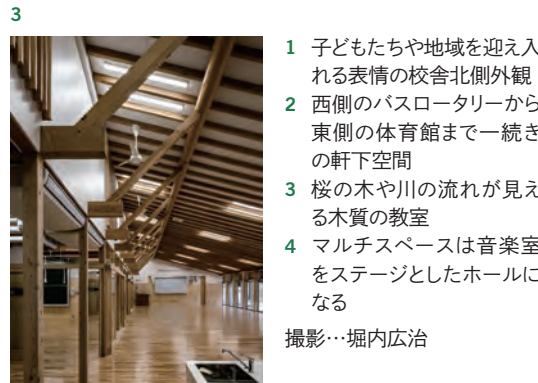 3
1 子どもたちや地域を迎え入
れる表情の校舎北側外観
2 西側のバスロータリーから
東側の体育館まで一続き
の軒下空間
3 桜の木や川の流れが見え
る木質の教室
4 マルチスペースは音楽室
をステージとしたホールに
なる
撮影…堀内広治